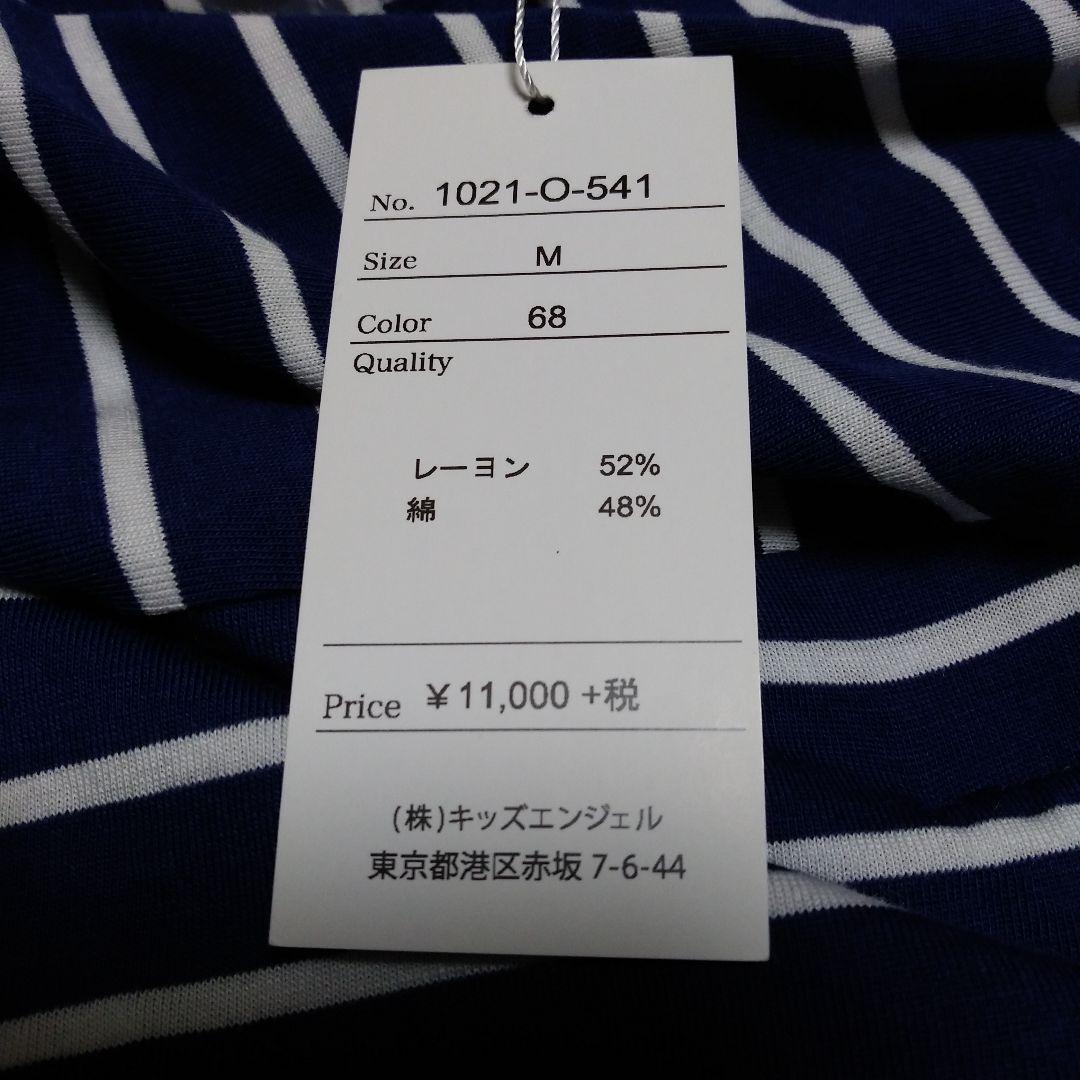 No. 1021-O-541
Size M
Color 68
Quality
レーヨン 52%
綿 48%
Price ¥11,000 +税
(株)キッズエンジェル
東京都港区赤坂 7-6-44